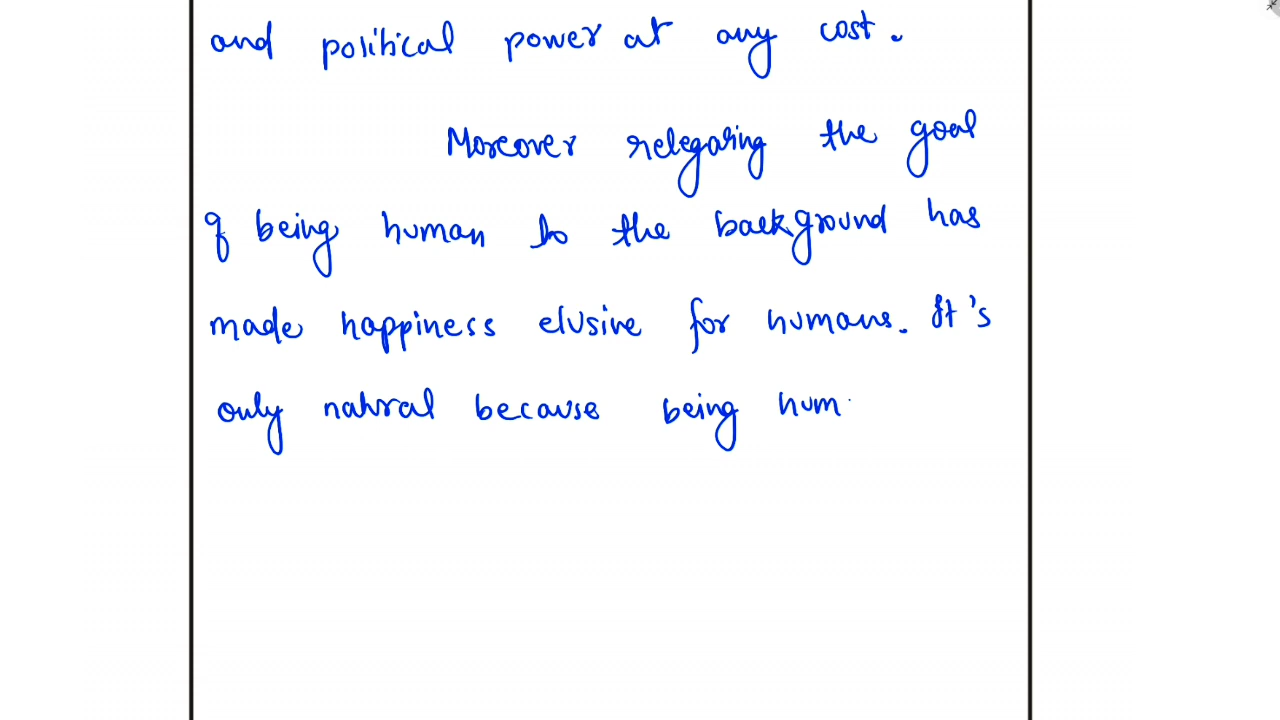 and political power at any cost.
Moreover relegating the goal
of being human to the background has
made happiness elusive for humans. It's
only natural because being hum